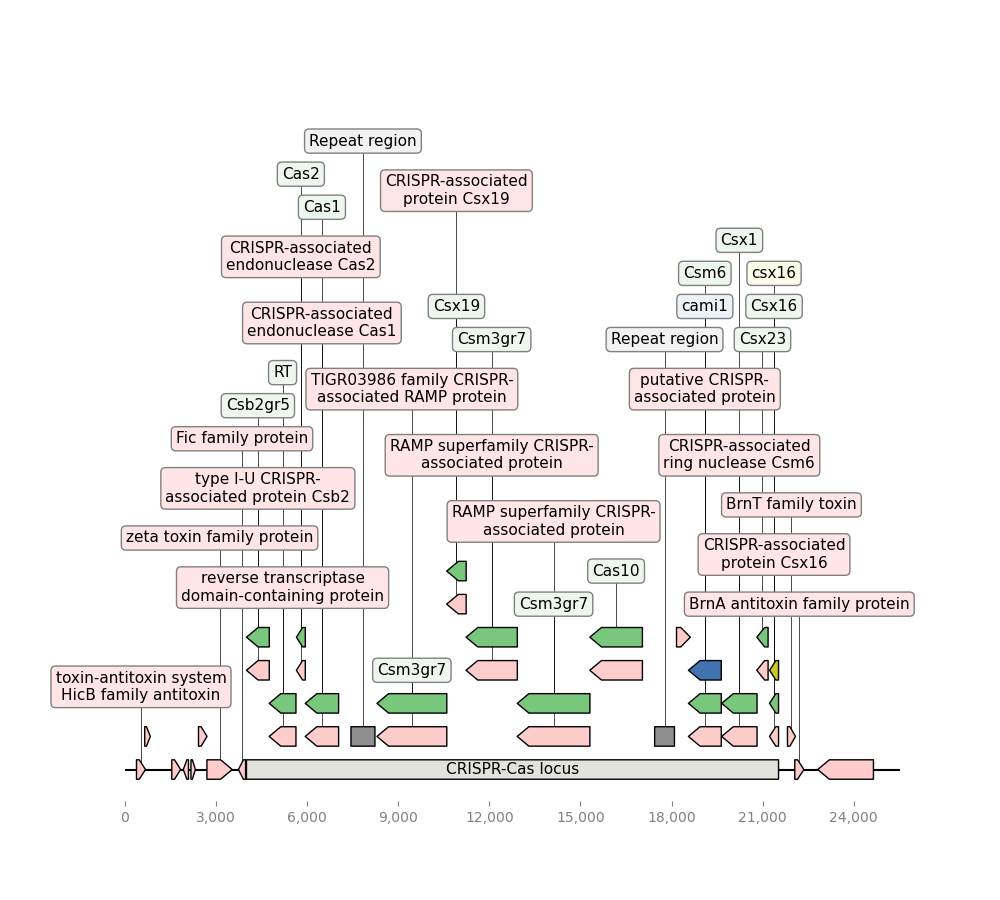 Repeat region
Cas2
CRISPR-associated
protein Csx19
Cas1
Csx1
CRISPR-associated
endonuclease Cas2
Csm6
csx16
Csx19
cami1
Csx16
CRISPR-associated
endonuclease Cas1
Csm3gr7
Repeat region
Csx23
RT
TIGR03986 family CRISPR-
associated RAMP protein
putative CRISPR-
associated protein
Csb2gr5
Fic family protein
RAMP superfamily CRISPR-
associated protein
CRISPR-associated
ring nuclease Csm6
type I-U CRISPR-
associated protein Csb2
BrnT family toxin
RAMP superfamily CRISPR-
associated protein
zeta toxin family protein
CRISPR-associated
protein Csx16
Cas10
reverse transcriptase
domain-containing protein
Csm3gr7
BrnA antitoxin family protein
Csm3gr7
toxin-antitoxin system
HicB family antitoxin
CRISPR-Cas locus
0
3,000
6,000
9,000
12,000
15,000
18,000
21,000
24,000